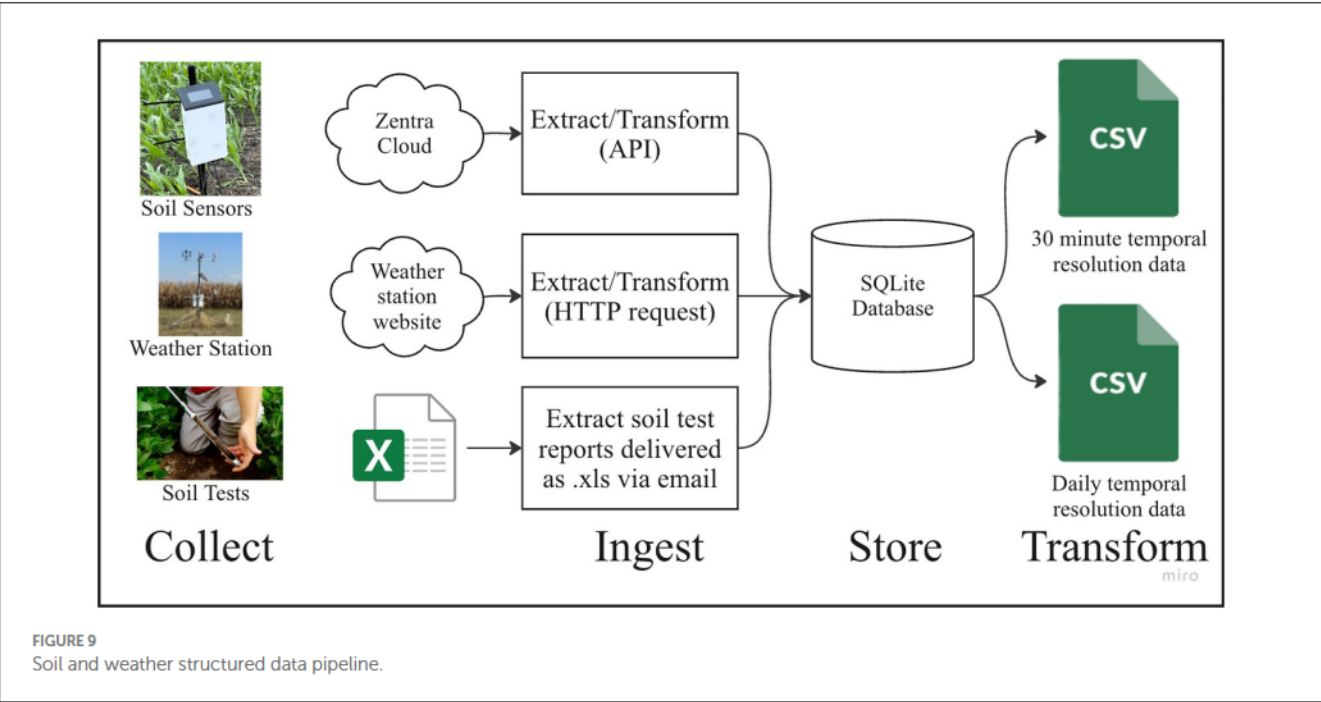 Soil Sensors
Zentra
Cloud
Extract/Transform
(API)
CSV
30 minute temporal
resolution data
Weather Station
Weather
station
website
Extract/Transform
(HTTP request)
SQLite
Database
Soil Tests
X
Extract soil test
reports delivered
as .xls via email
CSV
Daily temporal
resolution data
Collect
Ingest
Store
Transform
miro
FIGURE 9
Soil and weather structured data pipeline.